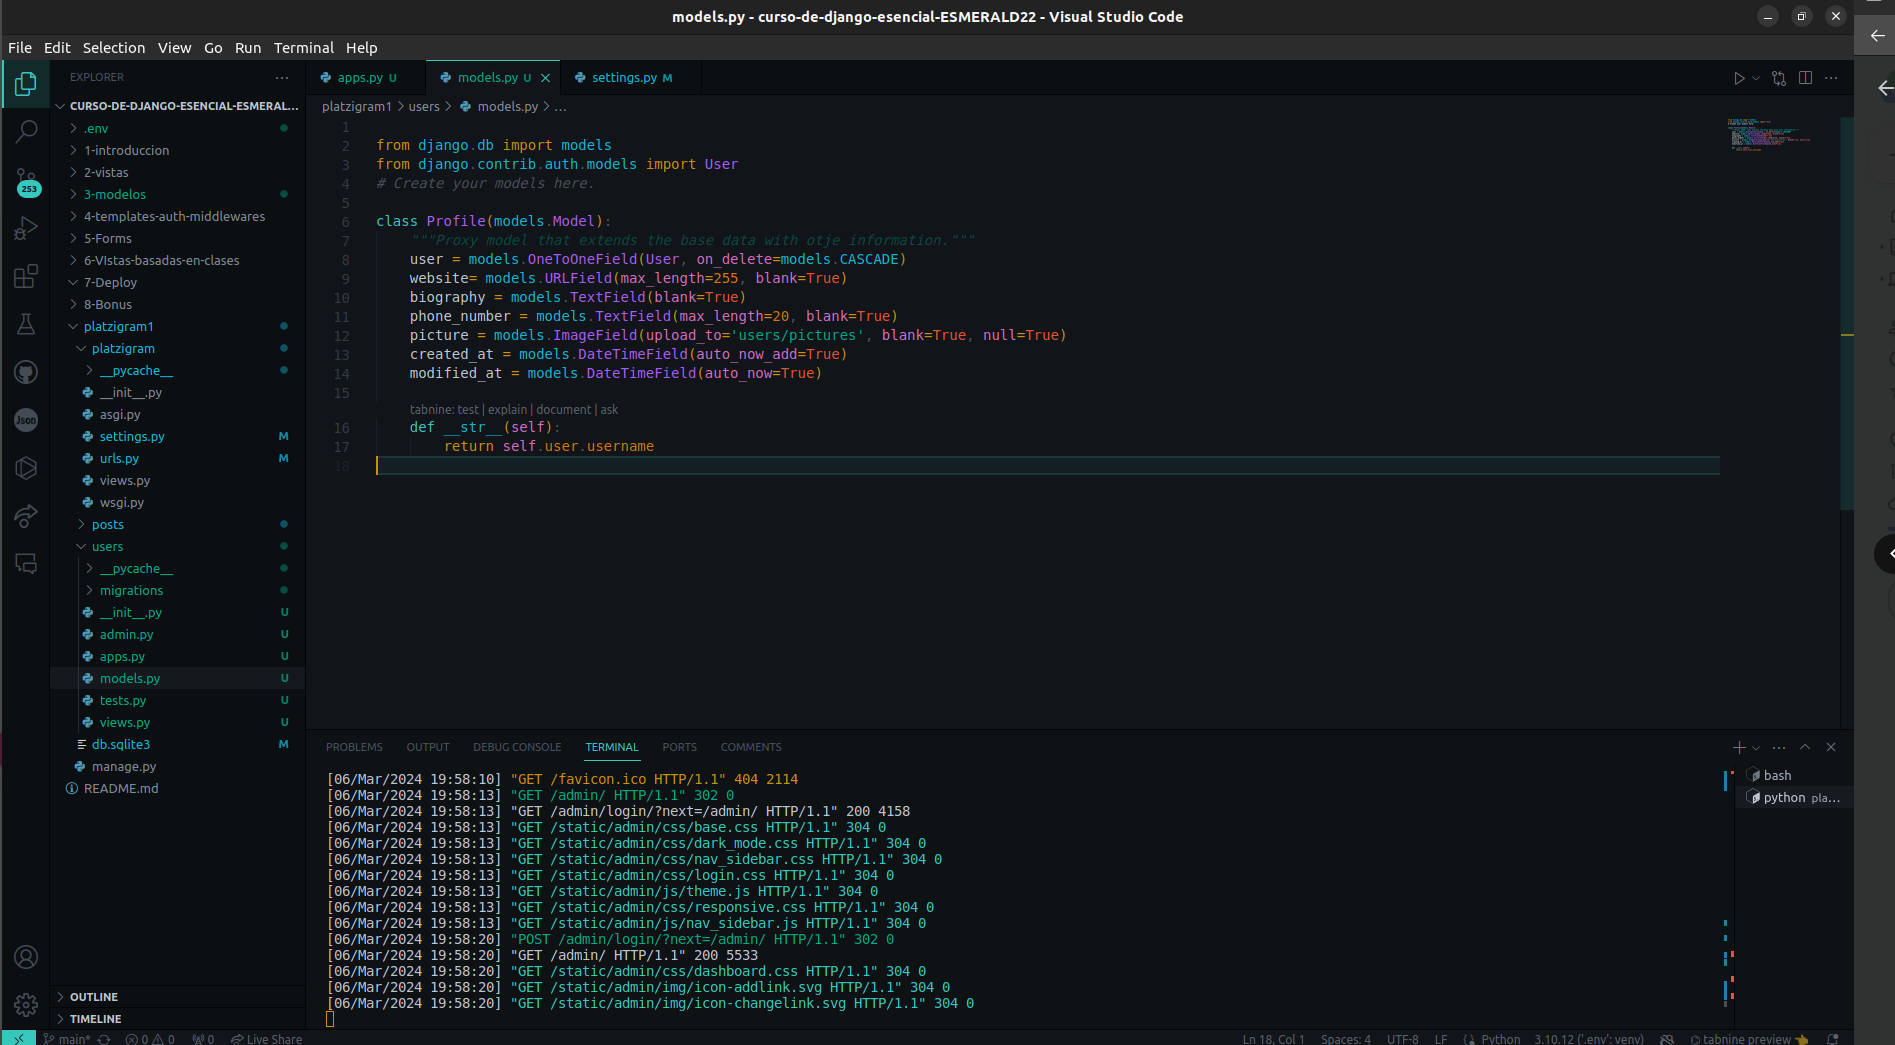 models.py - curso-de-django-esencial-ESMERALD22 - Visual Studio Code
File Edit Selection View Go Run Terminal Help
EXPLORER
CURSO-DE-DJANGO-ESENCIAL-ESMERAL...
.env
1-introduccion
2-vistas
3-modelos
4-templates-auth-middlewares
5-Forms
6-VIstas-basadas-en-clases
7-Deploy
8-Bonus
platzigram1
platzigram
__pycache__
__init__.py
asgi.py
settings.py M
urls.py M
views.py
wsgi.py
posts
users
__pycache__
migrations
__init__.py U
admin.py U
apps.py U
models.py U
tests.py U
views.py U
db.sqlite3 M
manage.py
README.md
OUTLINE
TIMELINE
253
Json
apps.py U models.py U settings.py M
platzigram1 > users > models.py > ...
1
2 from django.db import models
3 from django.contrib.auth.models import User
4 # Create your models here.
5
6 class Profile(models.Model):
7 """Proxy model that extends the base data with otje information."""
8 user = models.OneToOneField(User, on_delete=models.CASCADE)
9 website= models.URLField(max_length=255, blank=True)
10 biography = models.TextField(blank=True)
11 phone_number = models.TextField(max_length=20, blank=True)
12 picture = models.ImageField(upload_to='users/pictures', blank=True, null=True)
13 created_at = models.DateTimeField(auto_now_add=True)
14 modified_at = models.DateTimeField(auto_now=True)
15
tabnine: test | explain | document | ask
16 def __str__(self):
17 return self.user.username
18
PROBLEMS OUTPUT DEBUG CONSOLE TERMINAL PORTS COMMENTS
[06/Mar/2024 19:58:10] "GET /favicon.ico HTTP/1.1" 404 2114
[06/Mar/2024 19:58:13] "GET /admin/ HTTP/1.1" 302 0
[06/Mar/2024 19:58:13] "GET /admin/login/?next=/admin/ HTTP/1.1" 200 4158
[06/Mar/2024 19:58:13] "GET /static/admin/css/base.css HTTP/1.1" 304 0
[06/Mar/2024 19:58:13] "GET /static/admin/css/dark_mode.css HTTP/1.1" 304 0
[06/Mar/2024 19:58:13] "GET /static/admin/css/nav_sidebar.css HTTP/1.1" 304 0
[06/Mar/2024 19:58:13] "GET /static/admin/css/login.css HTTP/1.1" 304 0
[06/Mar/2024 19:58:13] "GET /static/admin/js/theme.js HTTP/1.1" 304 0
[06/Mar/2024 19:58:13] "GET /static/admin/css/responsive.css HTTP/1.1" 304 0
[06/Mar/2024 19:58:13] "GET /static/admin/js/nav_sidebar.js HTTP/1.1" 304 0
[06/Mar/2024 19:58:20] "POST /admin/login/?next=/admin/ HTTP/1.1" 302 0
[06/Mar/2024 19:58:20] "GET /admin/ HTTP/1.1" 200 5533
[06/Mar/2024 19:58:20] "GET /static/admin/css/dashboard.css HTTP/1.1" 304 0
[06/Mar/2024 19:58:20] "GET /static/admin/img/icon-addlink.svg HTTP/1.1" 304 0
[06/Mar/2024 19:58:20] "GET /static/admin/img/icon-changelink.svg HTTP/1.1" 304 0
bash
python pla...
main* 0 0 0 Live Share Ln 18, Col 1 Spaces: 4 UTF-8 LF Python 3.10.12 ('.env': venv) tabnine preview